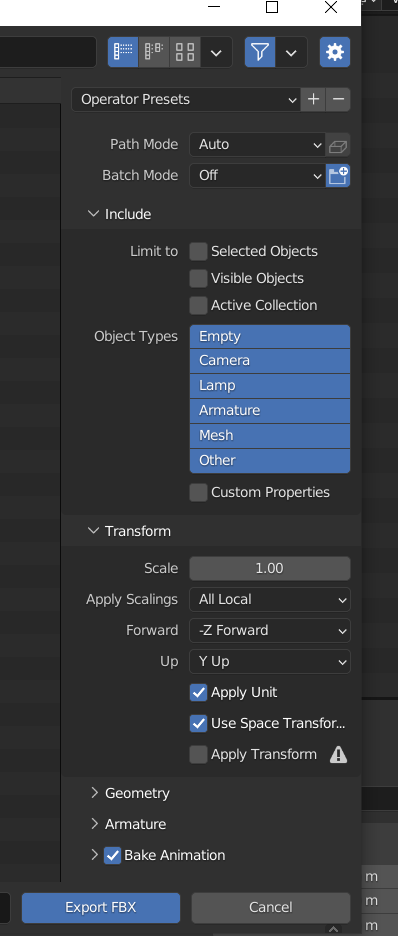 Operator Presets
Path Mode Auto
Batch Mode Off
Include
Limit to Selected Objects
Visible Objects
Active Collection
Object Types Empty
Camera
Lamp
Armature
Mesh
Other
Custom Properties
Transform
Scale 1.00
Apply Scalings All Local
Forward -Z Forward
Up Y Up
Apply Unit
Use Space Transfor...
Apply Transform
Geometry
Armature
Bake Animation
m
Export FBX Cancel
m
m